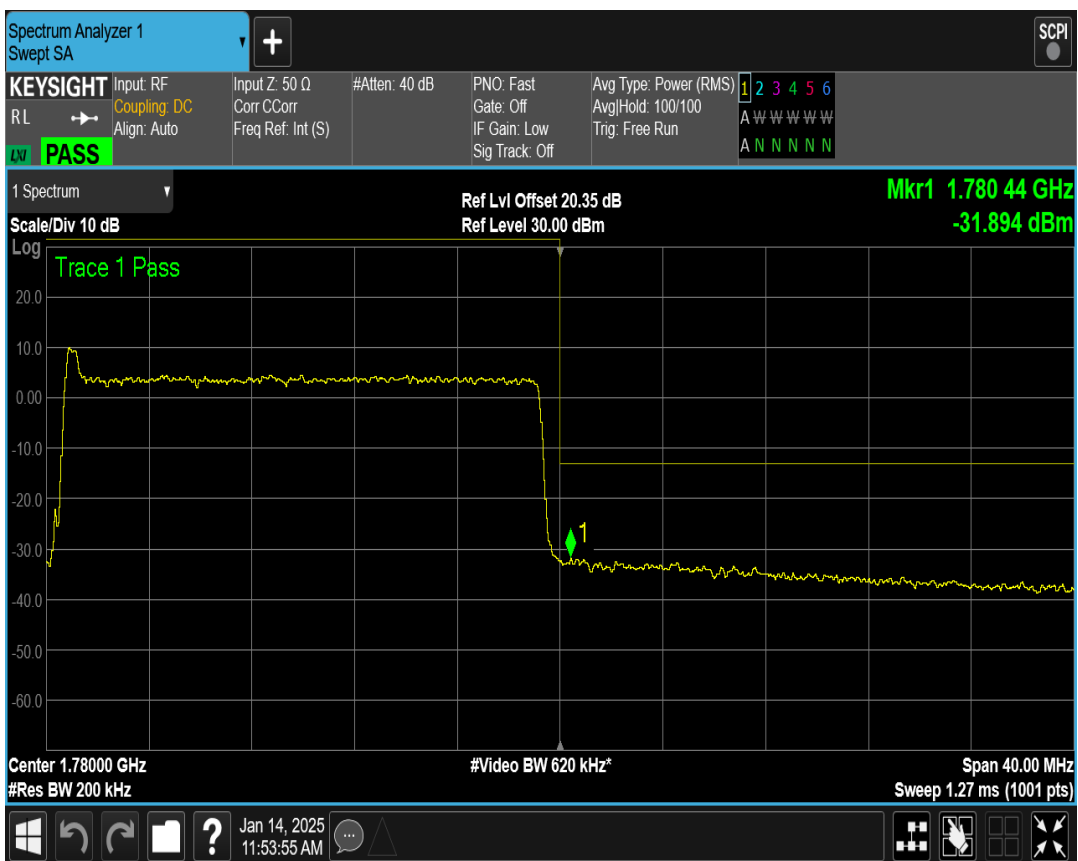 Spectrum Analyzer 1
Swept SA
+
SCPI
KEYSIGHT Input: RF Input Z: 50 Ω #Atten: 40 dB PNO: Fast Avg Type: Power (RMS) 1 2 3 4 5 6
RL Coupling: DC Corr CCorr Gate: Off Avg|Hold: 100/100 A W W W W W
Align: Auto Freq Ref: Int (S) IF Gain: Low Trig: Free Run
LXI PASS Sig Track: Off A N N N N N
1 Spectrum Ref Lvl Offset 20.35 dB Mkr1 1.780 44 GHz
Scale/Div 10 dB Ref Level 30.00 dBm -31.894 dBm
Log
Trace 1 Pass
20.0
10.0
0.00
-10.0
-20.0
1
-30.0
-40.0
-50.0
-60.0
Center 1.78000 GHz #Video BW 620 kHz* Span 40.00 MHz
#Res BW 200 kHz Sweep 1.27 ms (1001 pts)
? Jan 14, 2025
11:53:55 AM